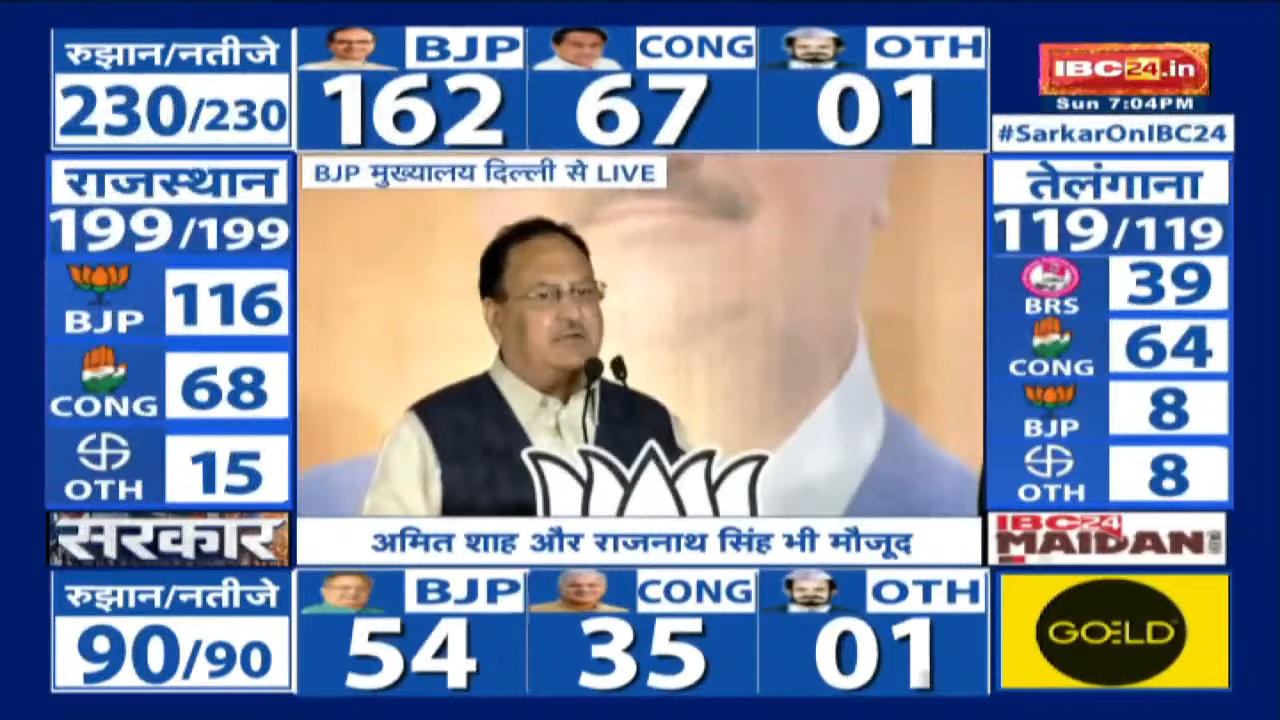 रुझान/नतीजे
230/230
BJP
162
CONG
67
OTH
01
IBC24.in
Sun 7:04PM
#SarkarOnIBC24
राजस्थान
199/199
BJP
116
CONG
68
OTH
15
BJP मुख्यालय दिल्ली से LIVE
तेलंगाना
119/119
BRS
39
CONG
64
BJP
8
OTH
8
सरकार
अमित शाह और राजनाथ सिंह भी मौजूद
IBC24
MAIDAN
रुझान/नतीजे
90/90
BJP
54
CONG
35
OTH
01
GOELD